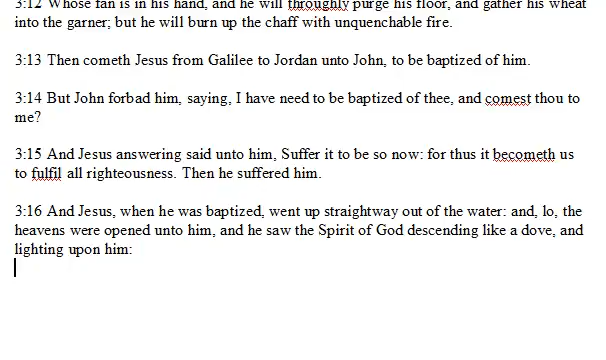 3:12 Whose fan is in his hand, and he will throughly purge his floor, and gather his wheat
into the garner; but he will burn up the chaff with unquenchable fire.
3:13 Then cometh Jesus from Galilee to Jordan unto John, to be baptized of him.
3:14 But John forbad him, saying, I have need to be baptized of thee, and comest thou to
me?
3:15 And Jesus answering said unto him, Suffer it to be so now: for thus it becometh us
to fulfil all righteousness. Then he suffered him.
3:16 And Jesus, when he was baptized, went up straightway out of the water: and, lo, the
heavens were opened unto him, and he saw the Spirit of God descending like a dove, and
lighting upon him: